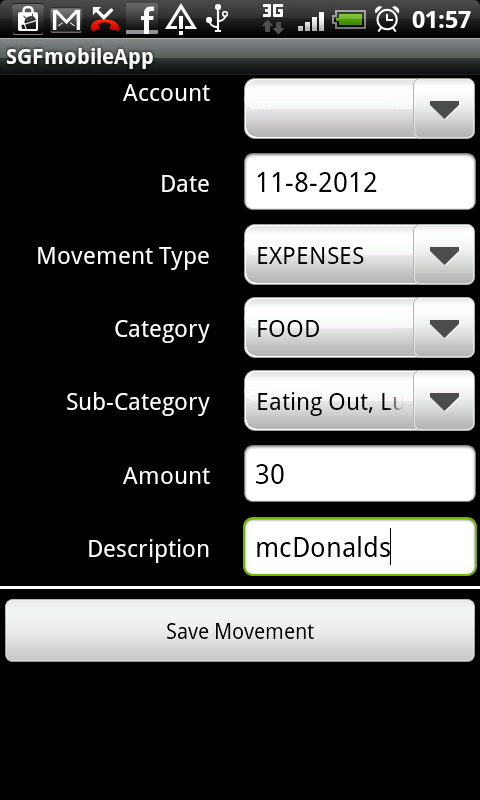 3G 01:57
SGFmobileApp
Account
Date 11-8-2012
Movement Type EXPENSES
Category FOOD
Sub-Category Eating Out, Lu
Amount 30
Description mcDonalds
Save Movement